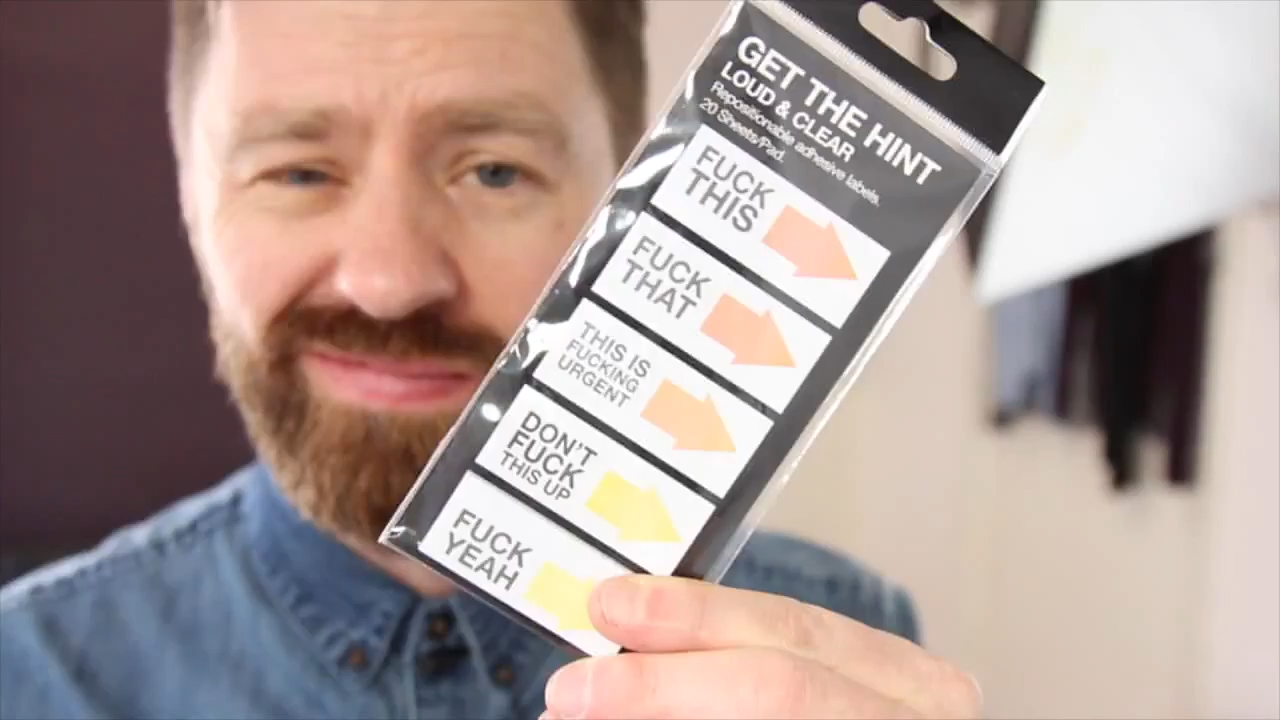 GET THE HINT
LOUD & CLEAR
Repositionable adhesive labels.
20 Sheets/Pad.
FUCK
THIS
FUCK
THAT
THIS IS
FUCKING
URGENT
DON'T
FUCK
THIS UP
FUCK
YEAH